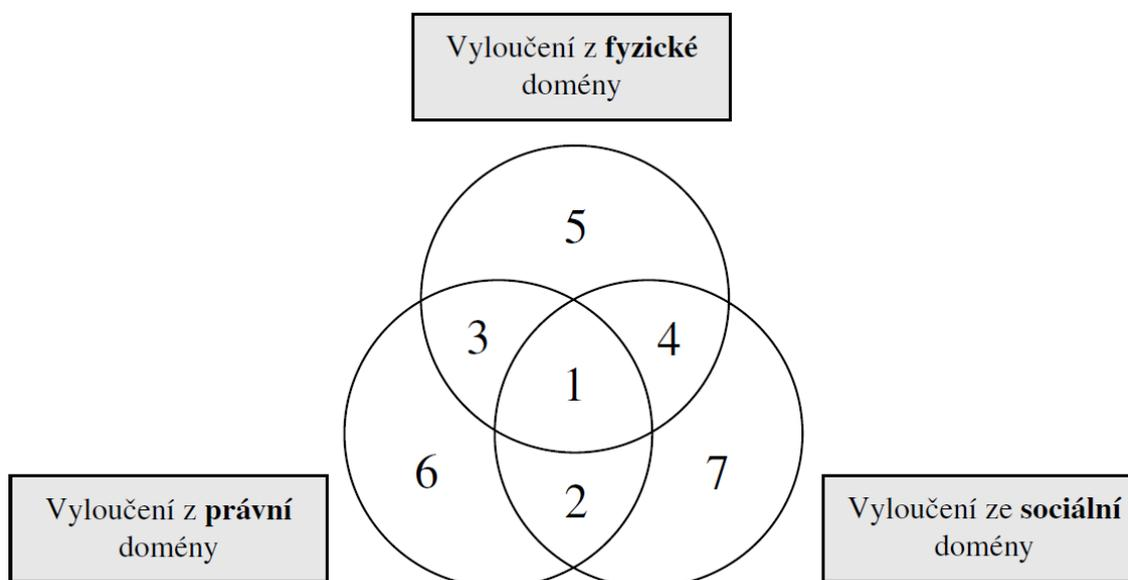 Vyloučení z fyzické
domény
5
3
4
1
6
7
2
Vyloučení z právní
domény
Vyloučení ze sociální
domény